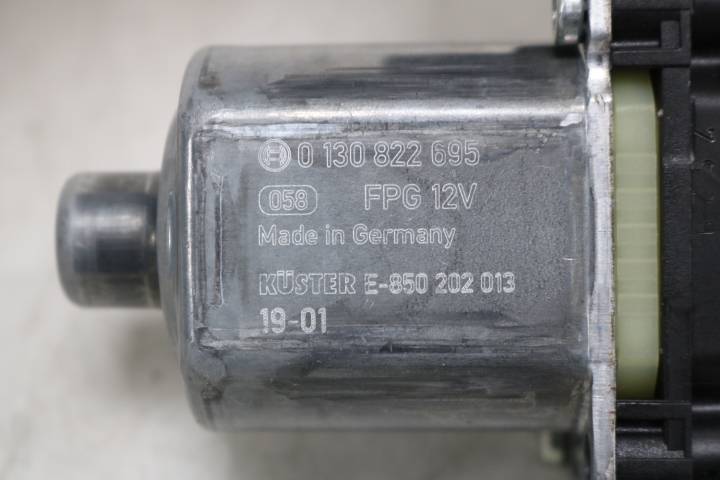 0 130 822 695
058 FPG 12V
Made in Germany
KÜSTER E-850 202 013
19-01